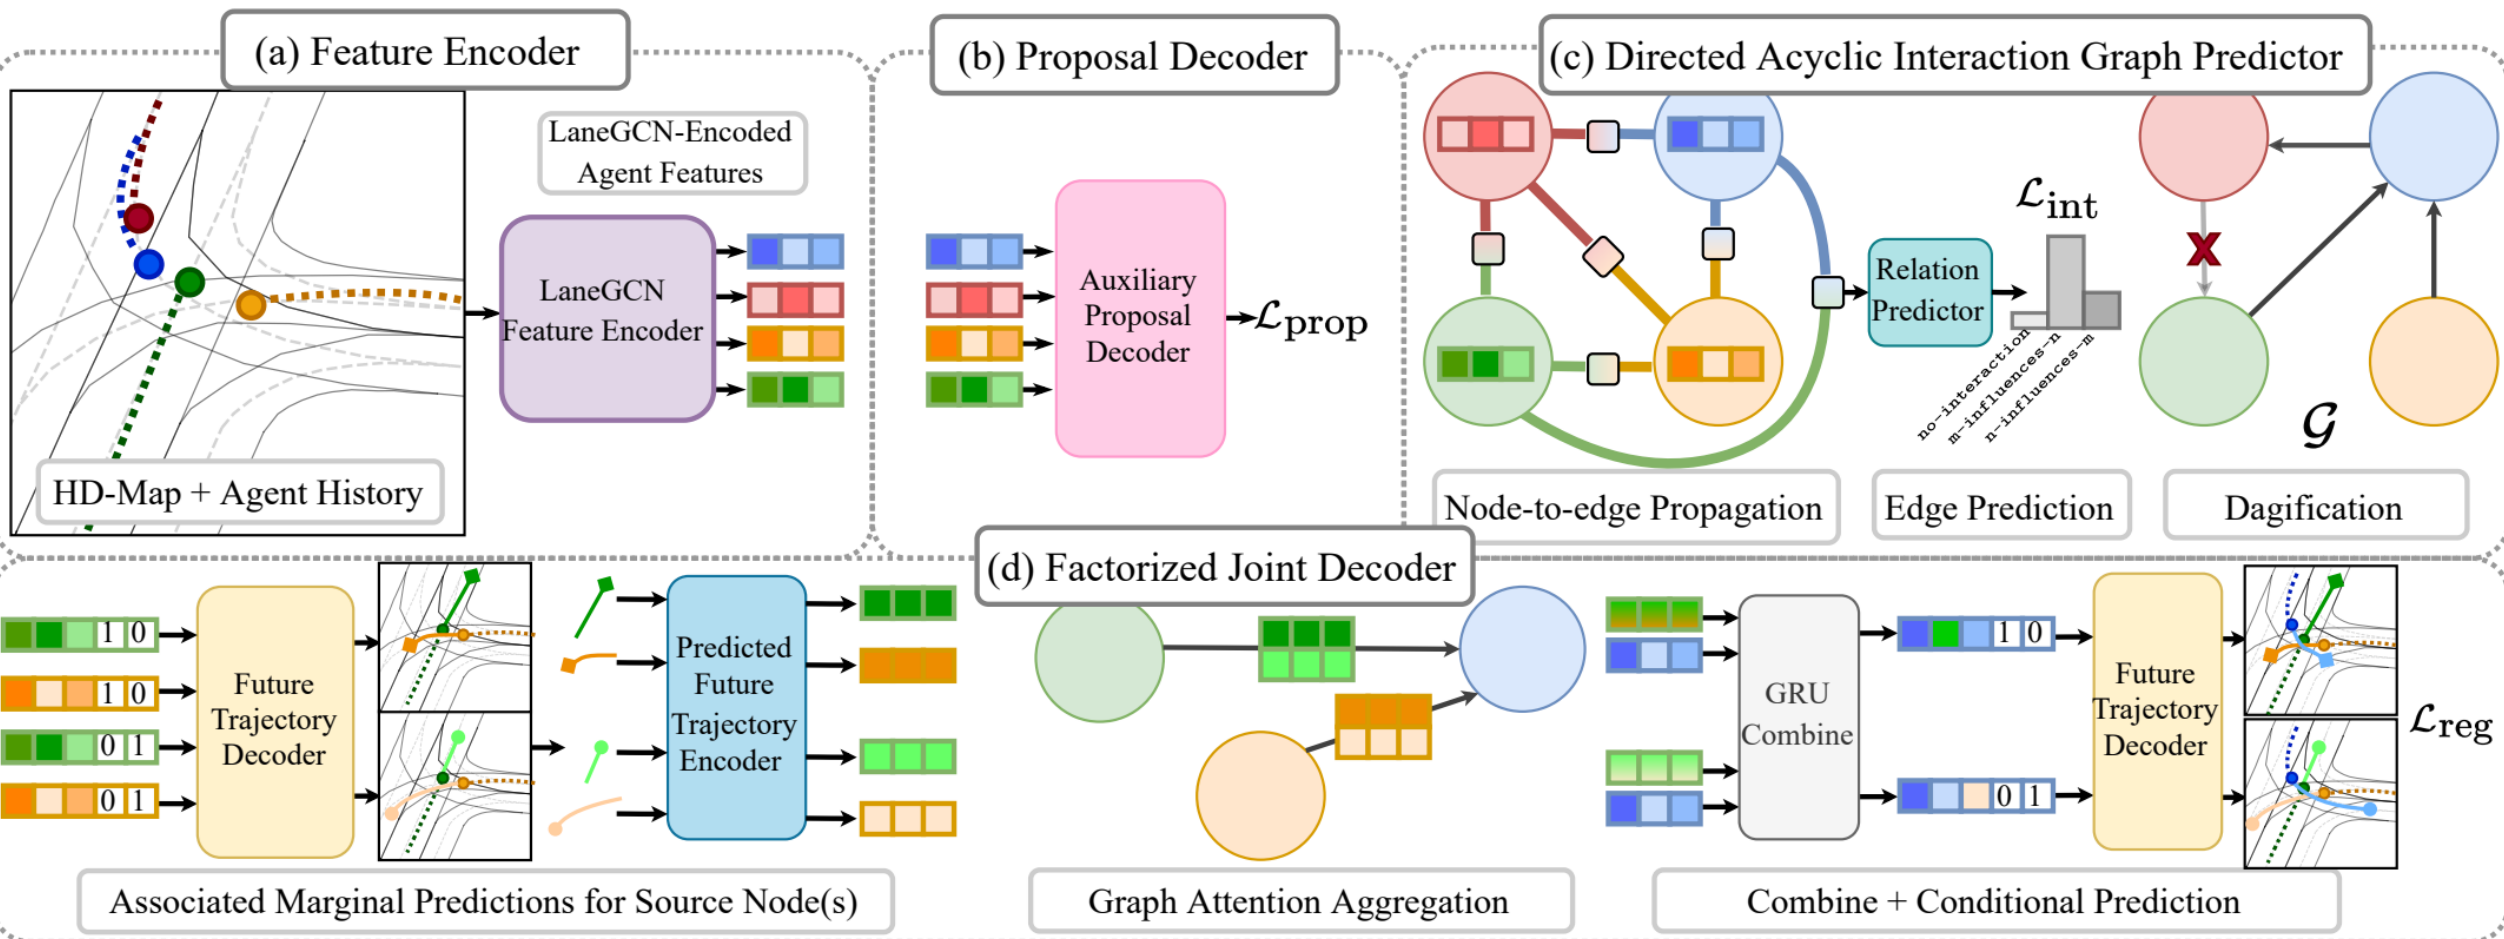 (a) Feature Encoder
LaneGCN-Encoded
Agent Features
LaneGCN
Feature Encoder
HD-Map + Agent History
(b) Proposal Decoder
Auxiliary
Proposal
Decoder
ℒprop
(c) Directed Acyclic Interaction Graph Predictor
Relation
Predictor
ℒint
no-interaction
m-influences-n
n-influences-m
X
𝒢
Node-to-edge Propagation
Edge Prediction
Dagification
(d) Factorized Joint Decoder
1 0
1 0
0 1
0 1
Future
Trajectory
Decoder
Predicted
Future
Trajectory
Encoder
Associated Marginal Predictions for Source Node(s)
Graph Attention Aggregation
GRU
Combine
1 0
0 1
Future
Trajectory
Decoder
ℒreg
Combine + Conditional Prediction